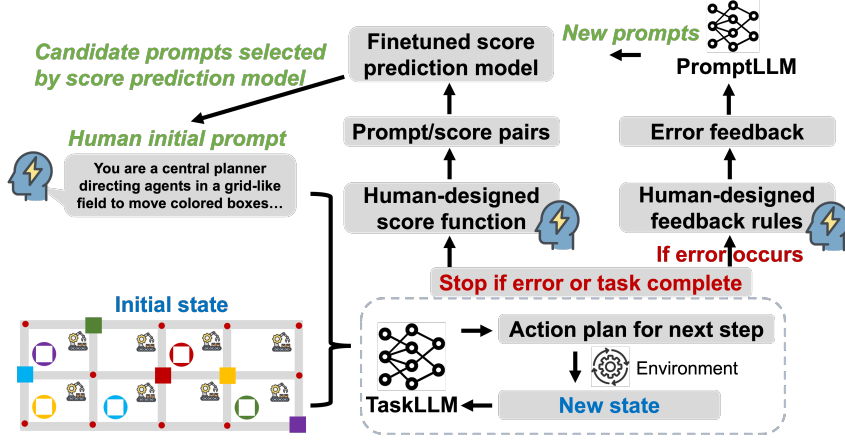 Candidate prompts selected
by score prediction model
Finetuned score
prediction model
New prompts
PromptLLM
Human initial prompt
You are a central planner
directing agents in a grid-like
field to move colored boxes…
Prompt/score pairs
Error feedback
Human-designed
score function
Human-designed
feedback rules
If error occurs
Stop if error or task complete
Initial state
Action plan for next step
Environment
TaskLLM
New state